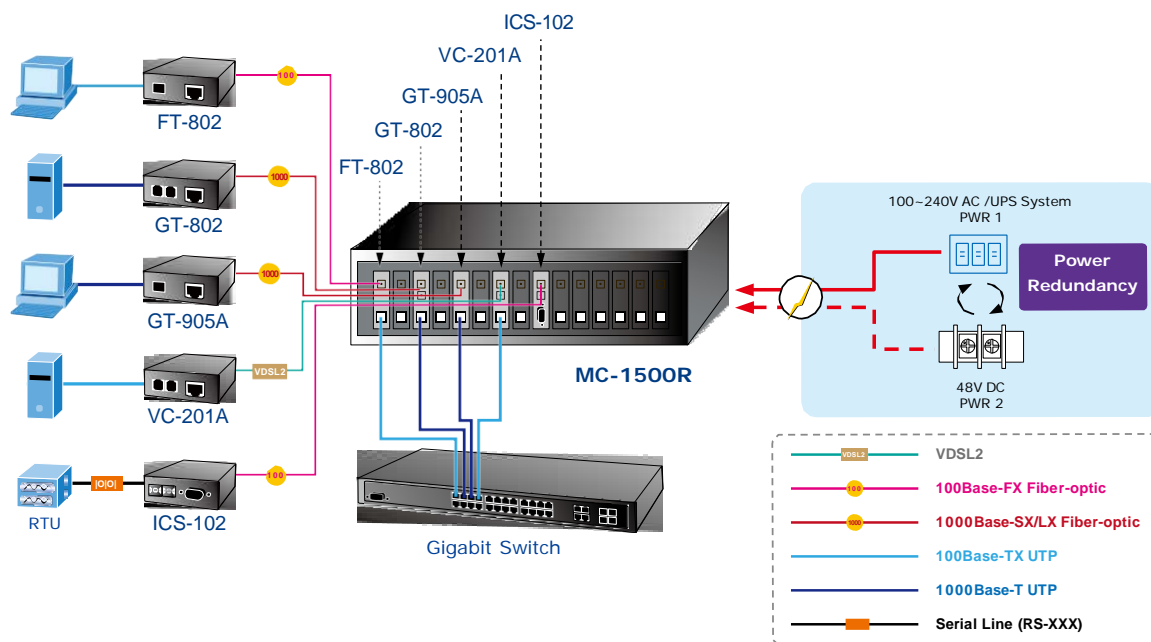 ICS-102
VC-201A
GT-905A
GT-802
FT-802
100
FT-802
1000
GT-802
1000
GT-905A
VDSL2
VC-201A
100
|O|O|
RTU
ICS-102
MC-1500R
Gigabit Switch
100~240V AC /UPS System
PWR 1
Power
Redundancy
48V DC
PWR 2
VDSL2 VDSL2
100 100Base-FX Fiber-optic
1000 1000Base-SX/LX Fiber-optic
100Base-TX UTP
1000Base-T UTP
Serial Line (RS-XXX)